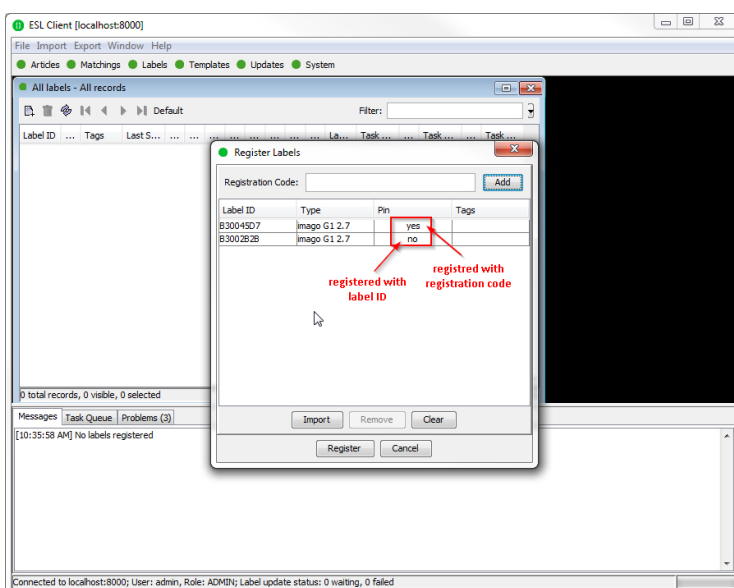 ESL Client [localhost:8000]
File Import Export Window Help
Articles Matchings Labels Templates Updates System
All labels - All records
Default Filter:
Label ID ... Tags Last S... ... ... ... ... ... ... ... ... La... Task ... ... Task ... ... Task ...
Register Labels
Registration Code: Add
Label ID Type Pin Tags
B30045D7 imago G1 2.7 yes
B3002B2B imago G1 2.7 no
registered with
label ID
registred with
registration code
0 total records, 0 visible, 0 selected
Import Remove Clear
Register Cancel
Messages Task Queue Problems (3)
[10:35:58 AM] No labels registered
Connected to localhost:8000; User: admin, Role: ADMIN; Label update status: 0 waiting, 0 failed